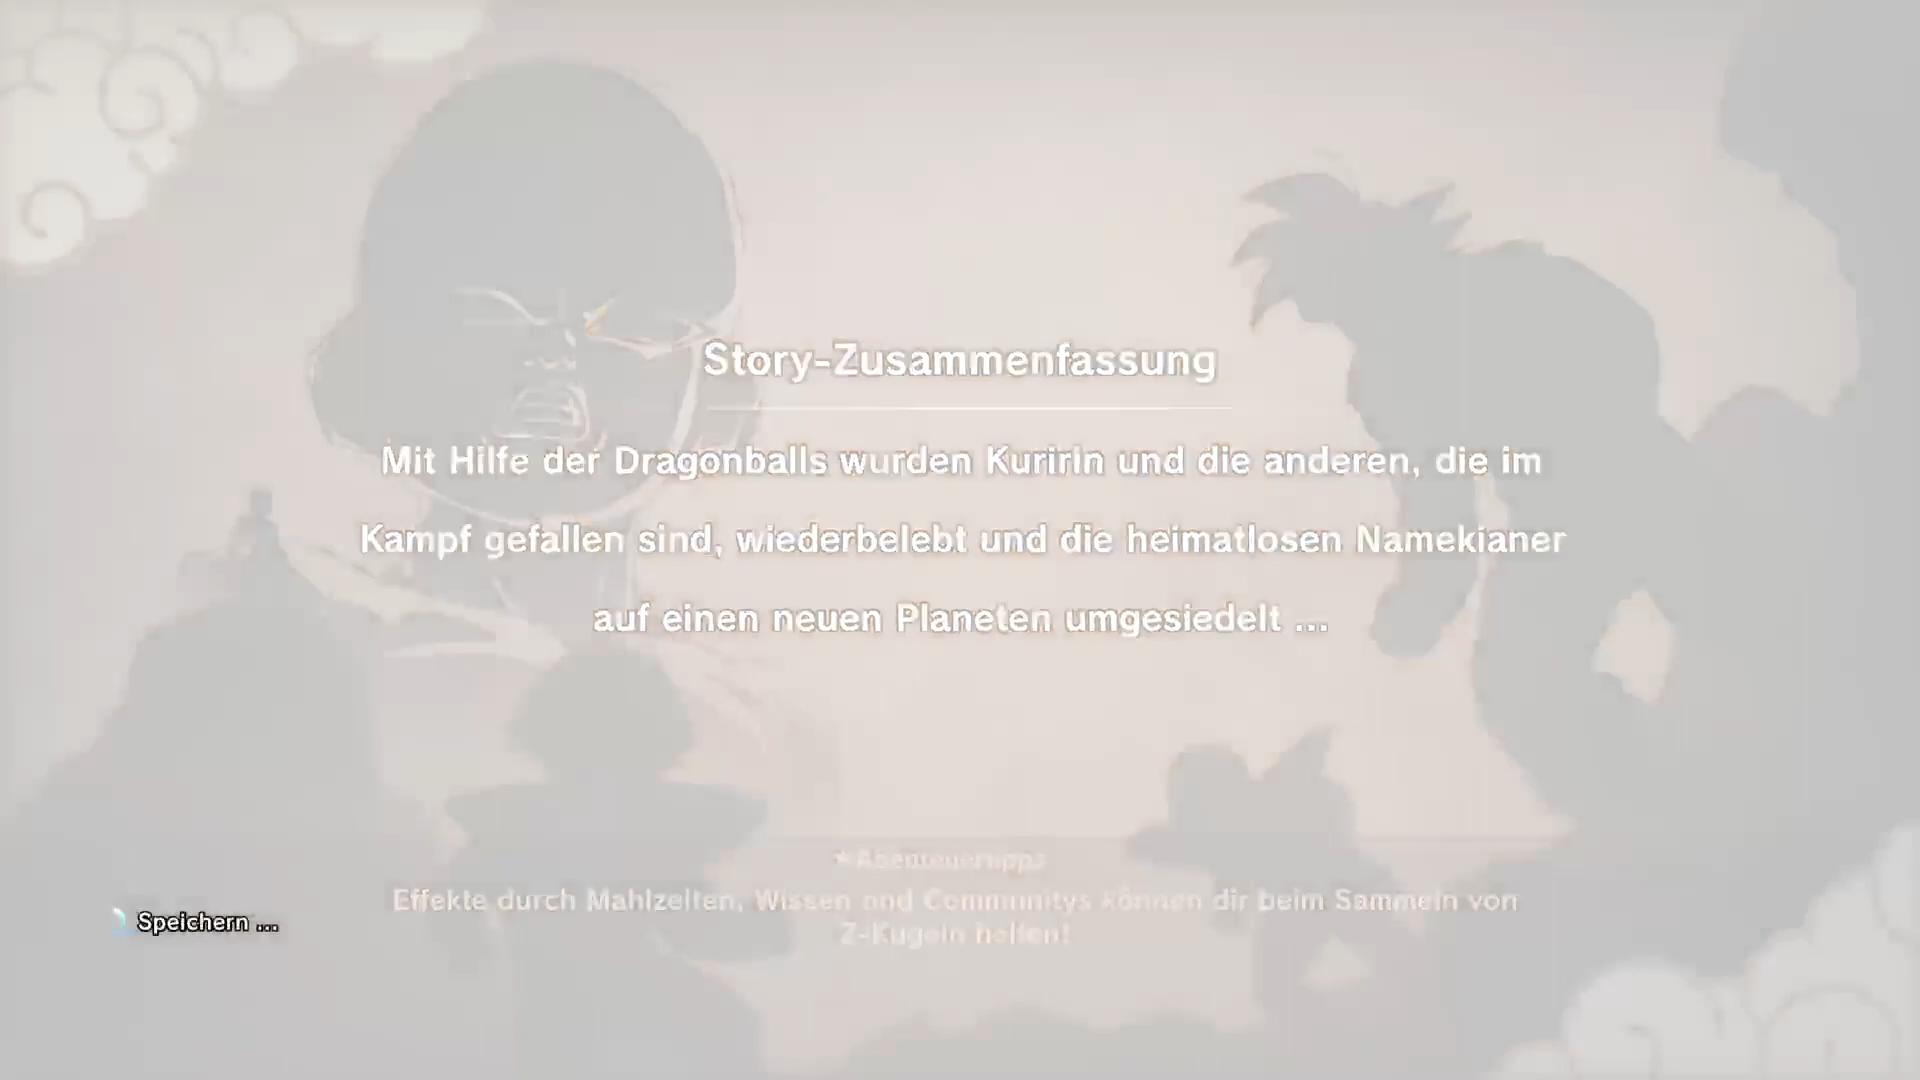 Story-Zusammenfassung
Mit Hilfe der Dragonballs wurden Kuririn und die anderen, die im
Kampf gefallen sind, wiederbelebt und die heimatlosen Namekianer
auf einen neuen Planeten umgesiedelt ...
★Abenteuertipps
Effekte durch Mahlzeiten, Wissen und Communitys können dir beim Sammeln von
Z-Kugeln helfen!
Speichern ...